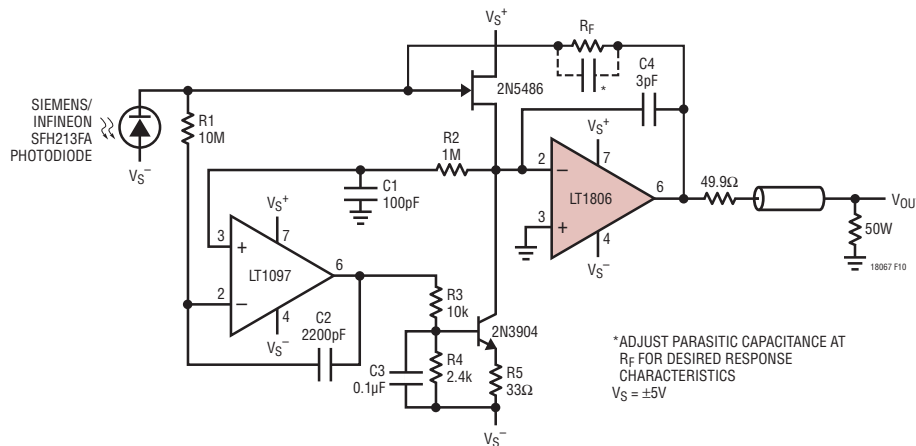 VS+
RF
*
C4
3pF
2N5486
SIEMENS/
INFINEON
SFH213FA
PHOTODIODE
VS–
R1
10M
R2
1M
C1
100pF
VS+
7
2
–
LT1806
6
3
+
4
VS–
49.9Ω
VOU
50W
18067 F10
VS+
7
3
+
LT1097
6
2
–
4
VS–
C2
2200pF
R3
10k
2N3904
C3
0.1µF
R4
2.4k
R5
33Ω
VS–
*ADJUST PARASITIC CAPACITANCE AT
RF FOR DESIRED RESPONSE
CHARACTERISTICS
VS = ±5V